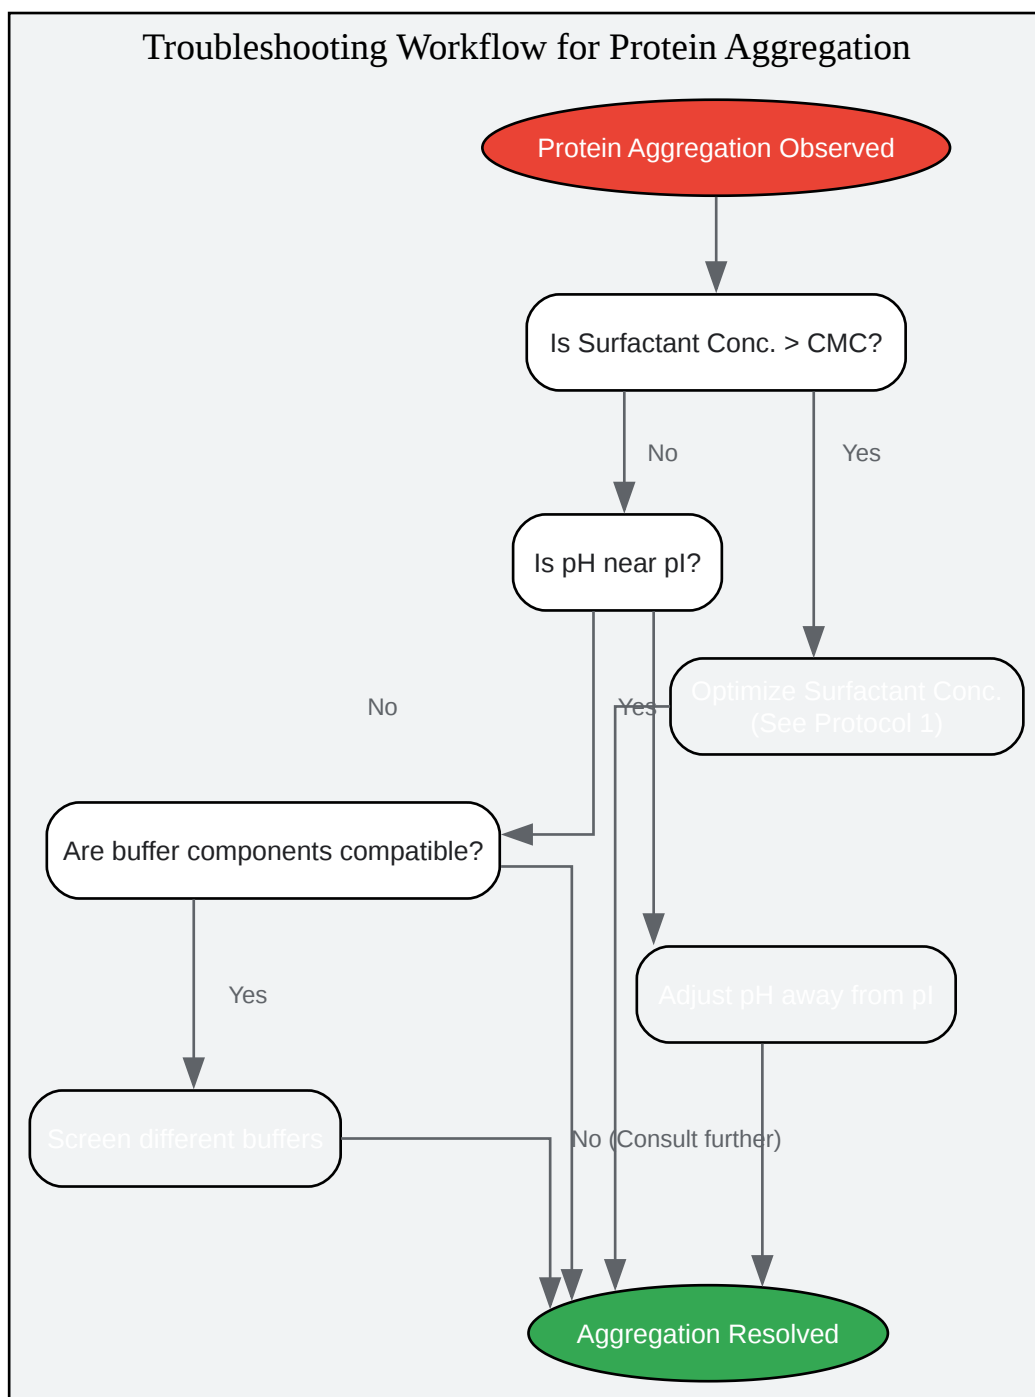 Troubleshooting Workflow for Protein Aggregation
Protein Aggregation Observed
Is Surfactant Conc. > CMC?
No
Yes
Is pH near pI?
Optimize Surfactant Conc.
(See Protocol 1)
No
Yes
Are buffer components compatible?
Yes
Adjust pH away from pI
Screen different buffers
No (Consult further)
Aggregation Resolved